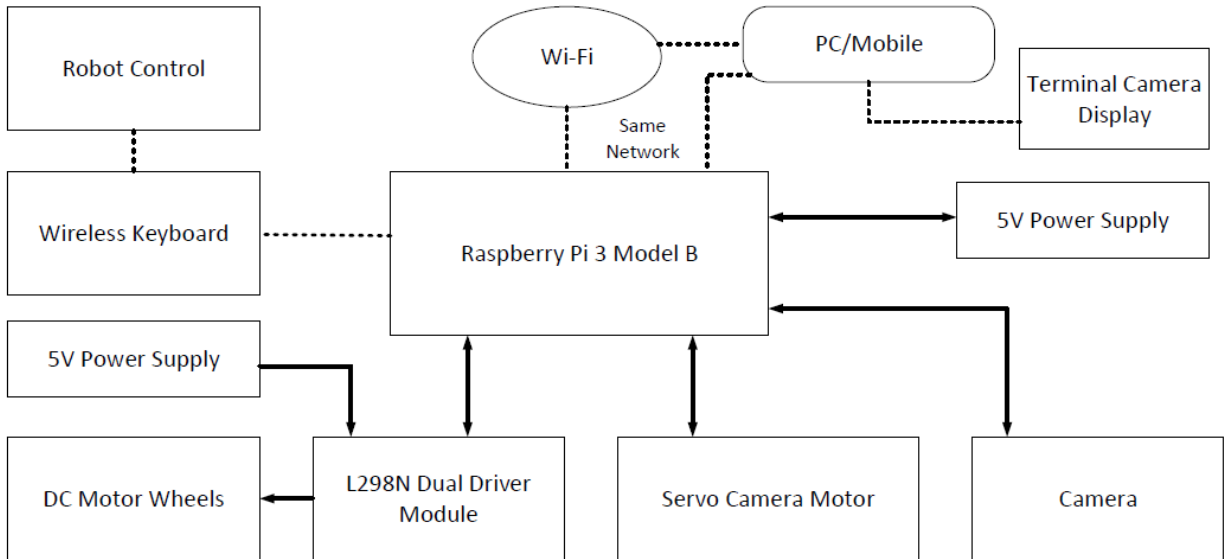 Robot Control
Wi-Fi
PC/Mobile
Terminal Camera
Display
Same
Network
Wireless Keyboard
Raspberry Pi 3 Model B
5V Power Supply
5V Power Supply
DC Motor Wheels
L298N Dual Driver
Module
Servo Camera Motor
Camera